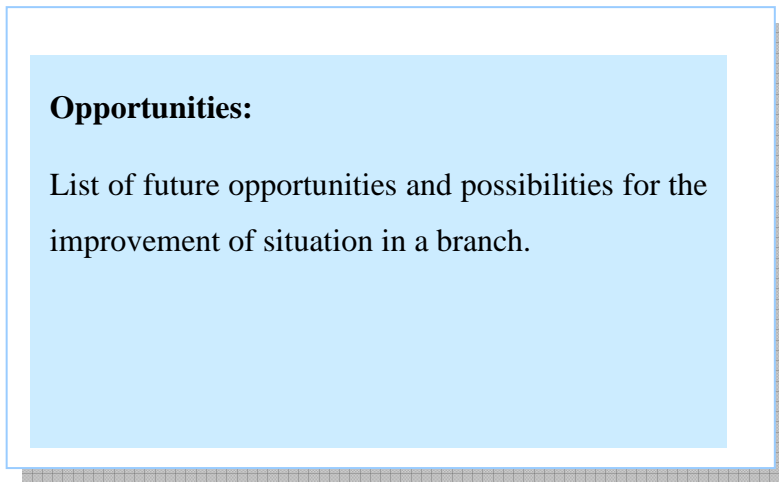 Opportunities:
List of future opportunities and possibilities for the
improvement of situation in a branch.